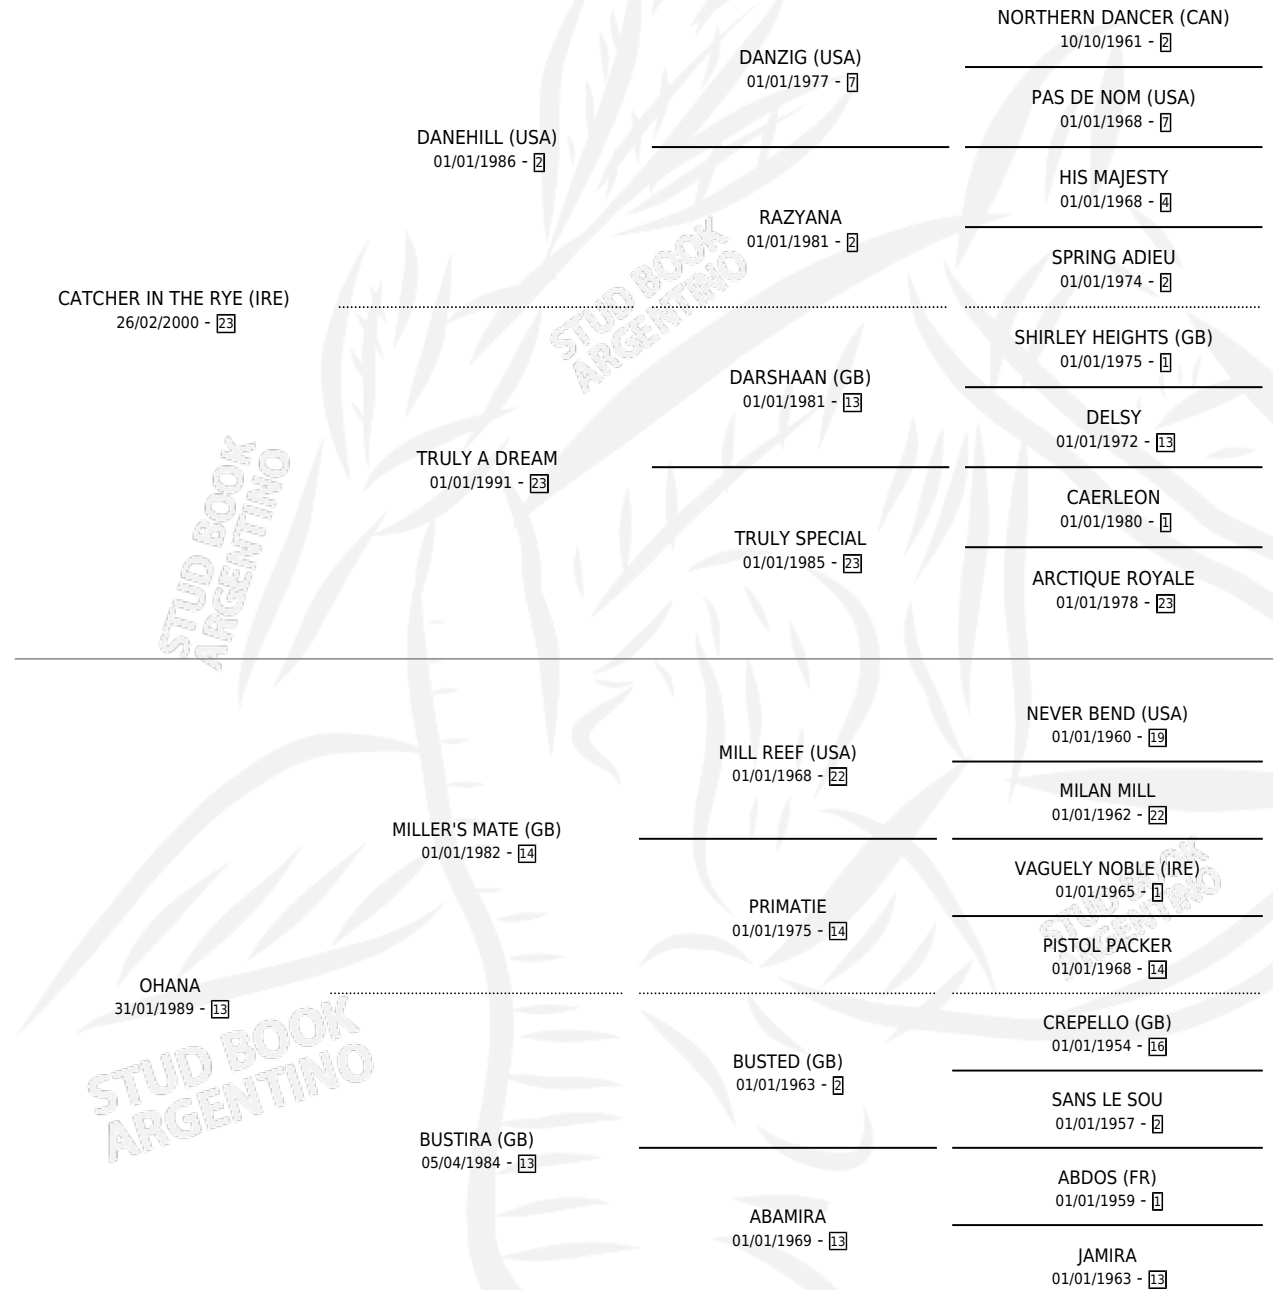 NORTHERN DANCER (CAN)
10/10/1961 - 2
DANZIG (USA)
01/01/1977 - 7
PAS DE NOM (USA)
01/01/1968 - 7
DANEHILL (USA)
01/01/1986 - 2
HIS MAJESTY
01/01/1968 - 4
RAZYANA
01/01/1981 - 2
SPRING ADIEU
01/01/1974 - 2
CATCHER IN THE RYE (IRE)
26/02/2000 - 23
STUD BOOK
ARGENTINO
SHIRLEY HEIGHTS (GB)
01/01/1975 - 1
DARSHAAN (GB)
01/01/1981 - 13
DELSY
01/01/1972 - 13
TRULY A DREAM
01/01/1991 - 23
CAERLEON
01/01/1980 - 1
TRULY SPECIAL
01/01/1985 - 23
ARCTIQUE ROYALE
01/01/1978 - 23
STUD BOOK
ARGENTINO
NEVER BEND (USA)
01/01/1960 - 19
MILL REEF (USA)
01/01/1968 - 22
MILAN MILL
01/01/1962 - 22
MILLER'S MATE (GB)
01/01/1982 - 14
VAGUELY NOBLE (IRE)
01/01/1965 - 1
PRIMATIE
01/01/1975 - 14
STUD BOOK
ARGENTINO
PISTOL PACKER
01/01/1968 - 14
OHANA
31/01/1989 - 13
STUD BOOK
ARGENTINO
CREPELLO (GB)
01/01/1954 - 16
BUSTED (GB)
01/01/1963 - 2
SANS LE SOU
01/01/1957 - 2
BUSTIRA (GB)
05/04/1984 - 13
ABDOS (FR)
01/01/1959 - 1
ABAMIRA
01/01/1969 - 13
JAMIRA
01/01/1963 - 13